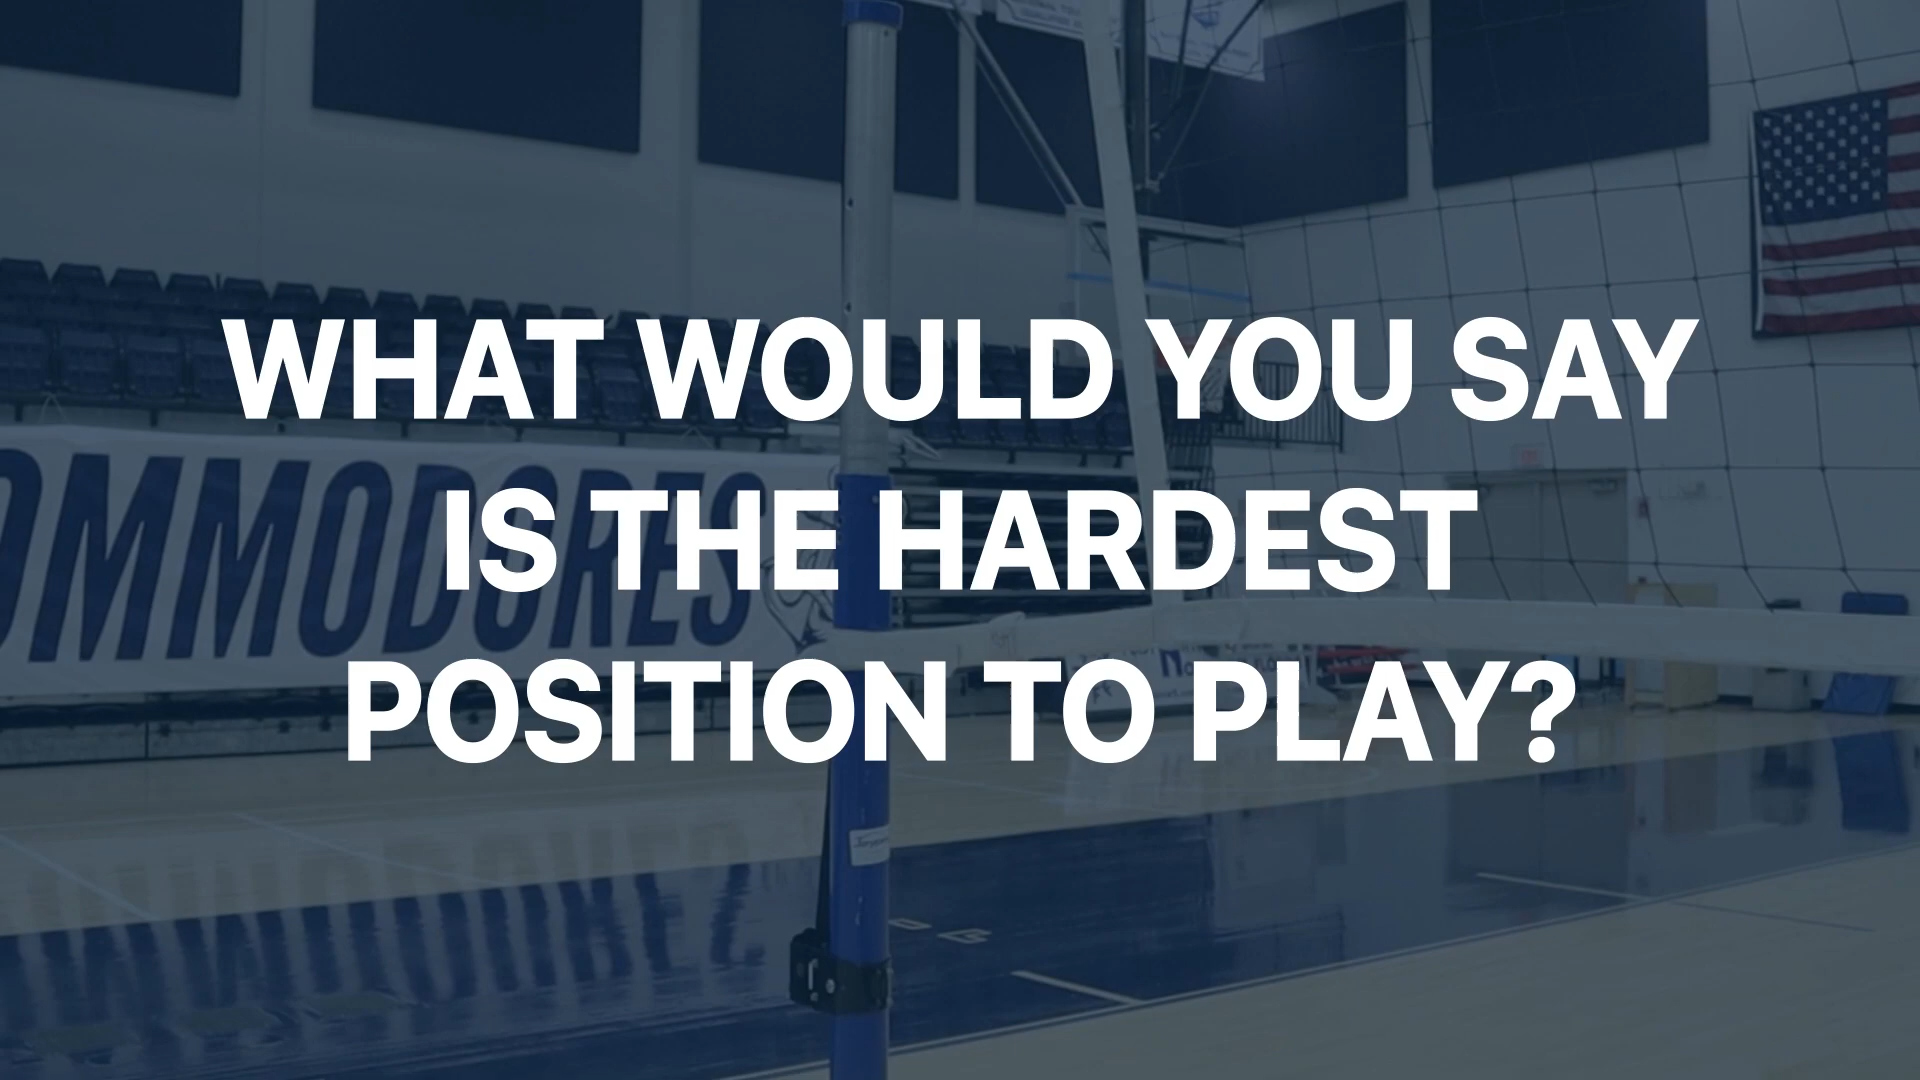 WHAT WOULD YOU SAY
IS THE HARDEST
POSITION TO PLAY?
OMMODORES